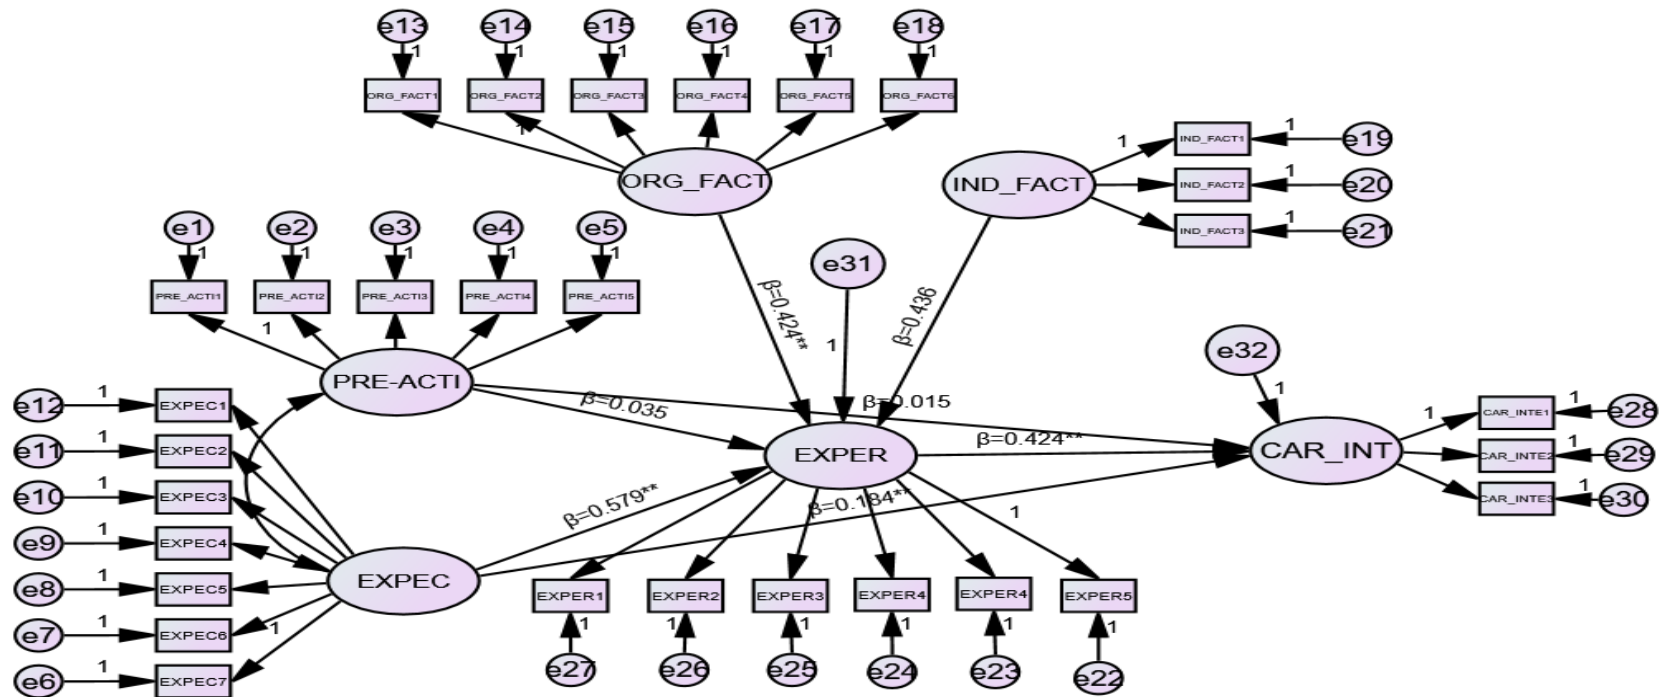 e13 e14 e15 e16 e17 e18
1 1 1 1 1 1
ORG_FACT1 ORG_FACT2 ORG_FACT3 ORG_FACT4 ORG_FACT5 ORG_FACT6
1
ORG_FACT
IND_FACT
1 IND_FACT1 1 e19
IND_FACT2 1 e20
IND_FACT3 1 e21
e1 e2 e3 e4 e5
1 1 1 1 1
PRE_ACTI1 PRE_ACTI2 PRE_ACTI3 PRE_ACTI4 PRE_ACTI5
1
PRE-ACTI
e31
1
β=0.424**
β=0.436
e32
1
β=0.035
β=0.015
e12 1 EXPEC1
e11 1 EXPEC2
e10 1 EXPEC3
e9 1 EXPEC4
e8 1 EXPEC5
e7 1 EXPEC6
1
e6 1 EXPEC7
EXPER
β=0.424**
CAR_INT
1 CAR_INTE1 1 e28
CAR_INTE2 1 e29
CAR_INTE3 1 e30
β=0.579**
β=0.184**
1
EXPEC
EXPER1 EXPER2 EXPER3 EXPER4 EXPER4 EXPER5
1 1 1 1 1 1
e27 e26 e25 e24 e23 e22